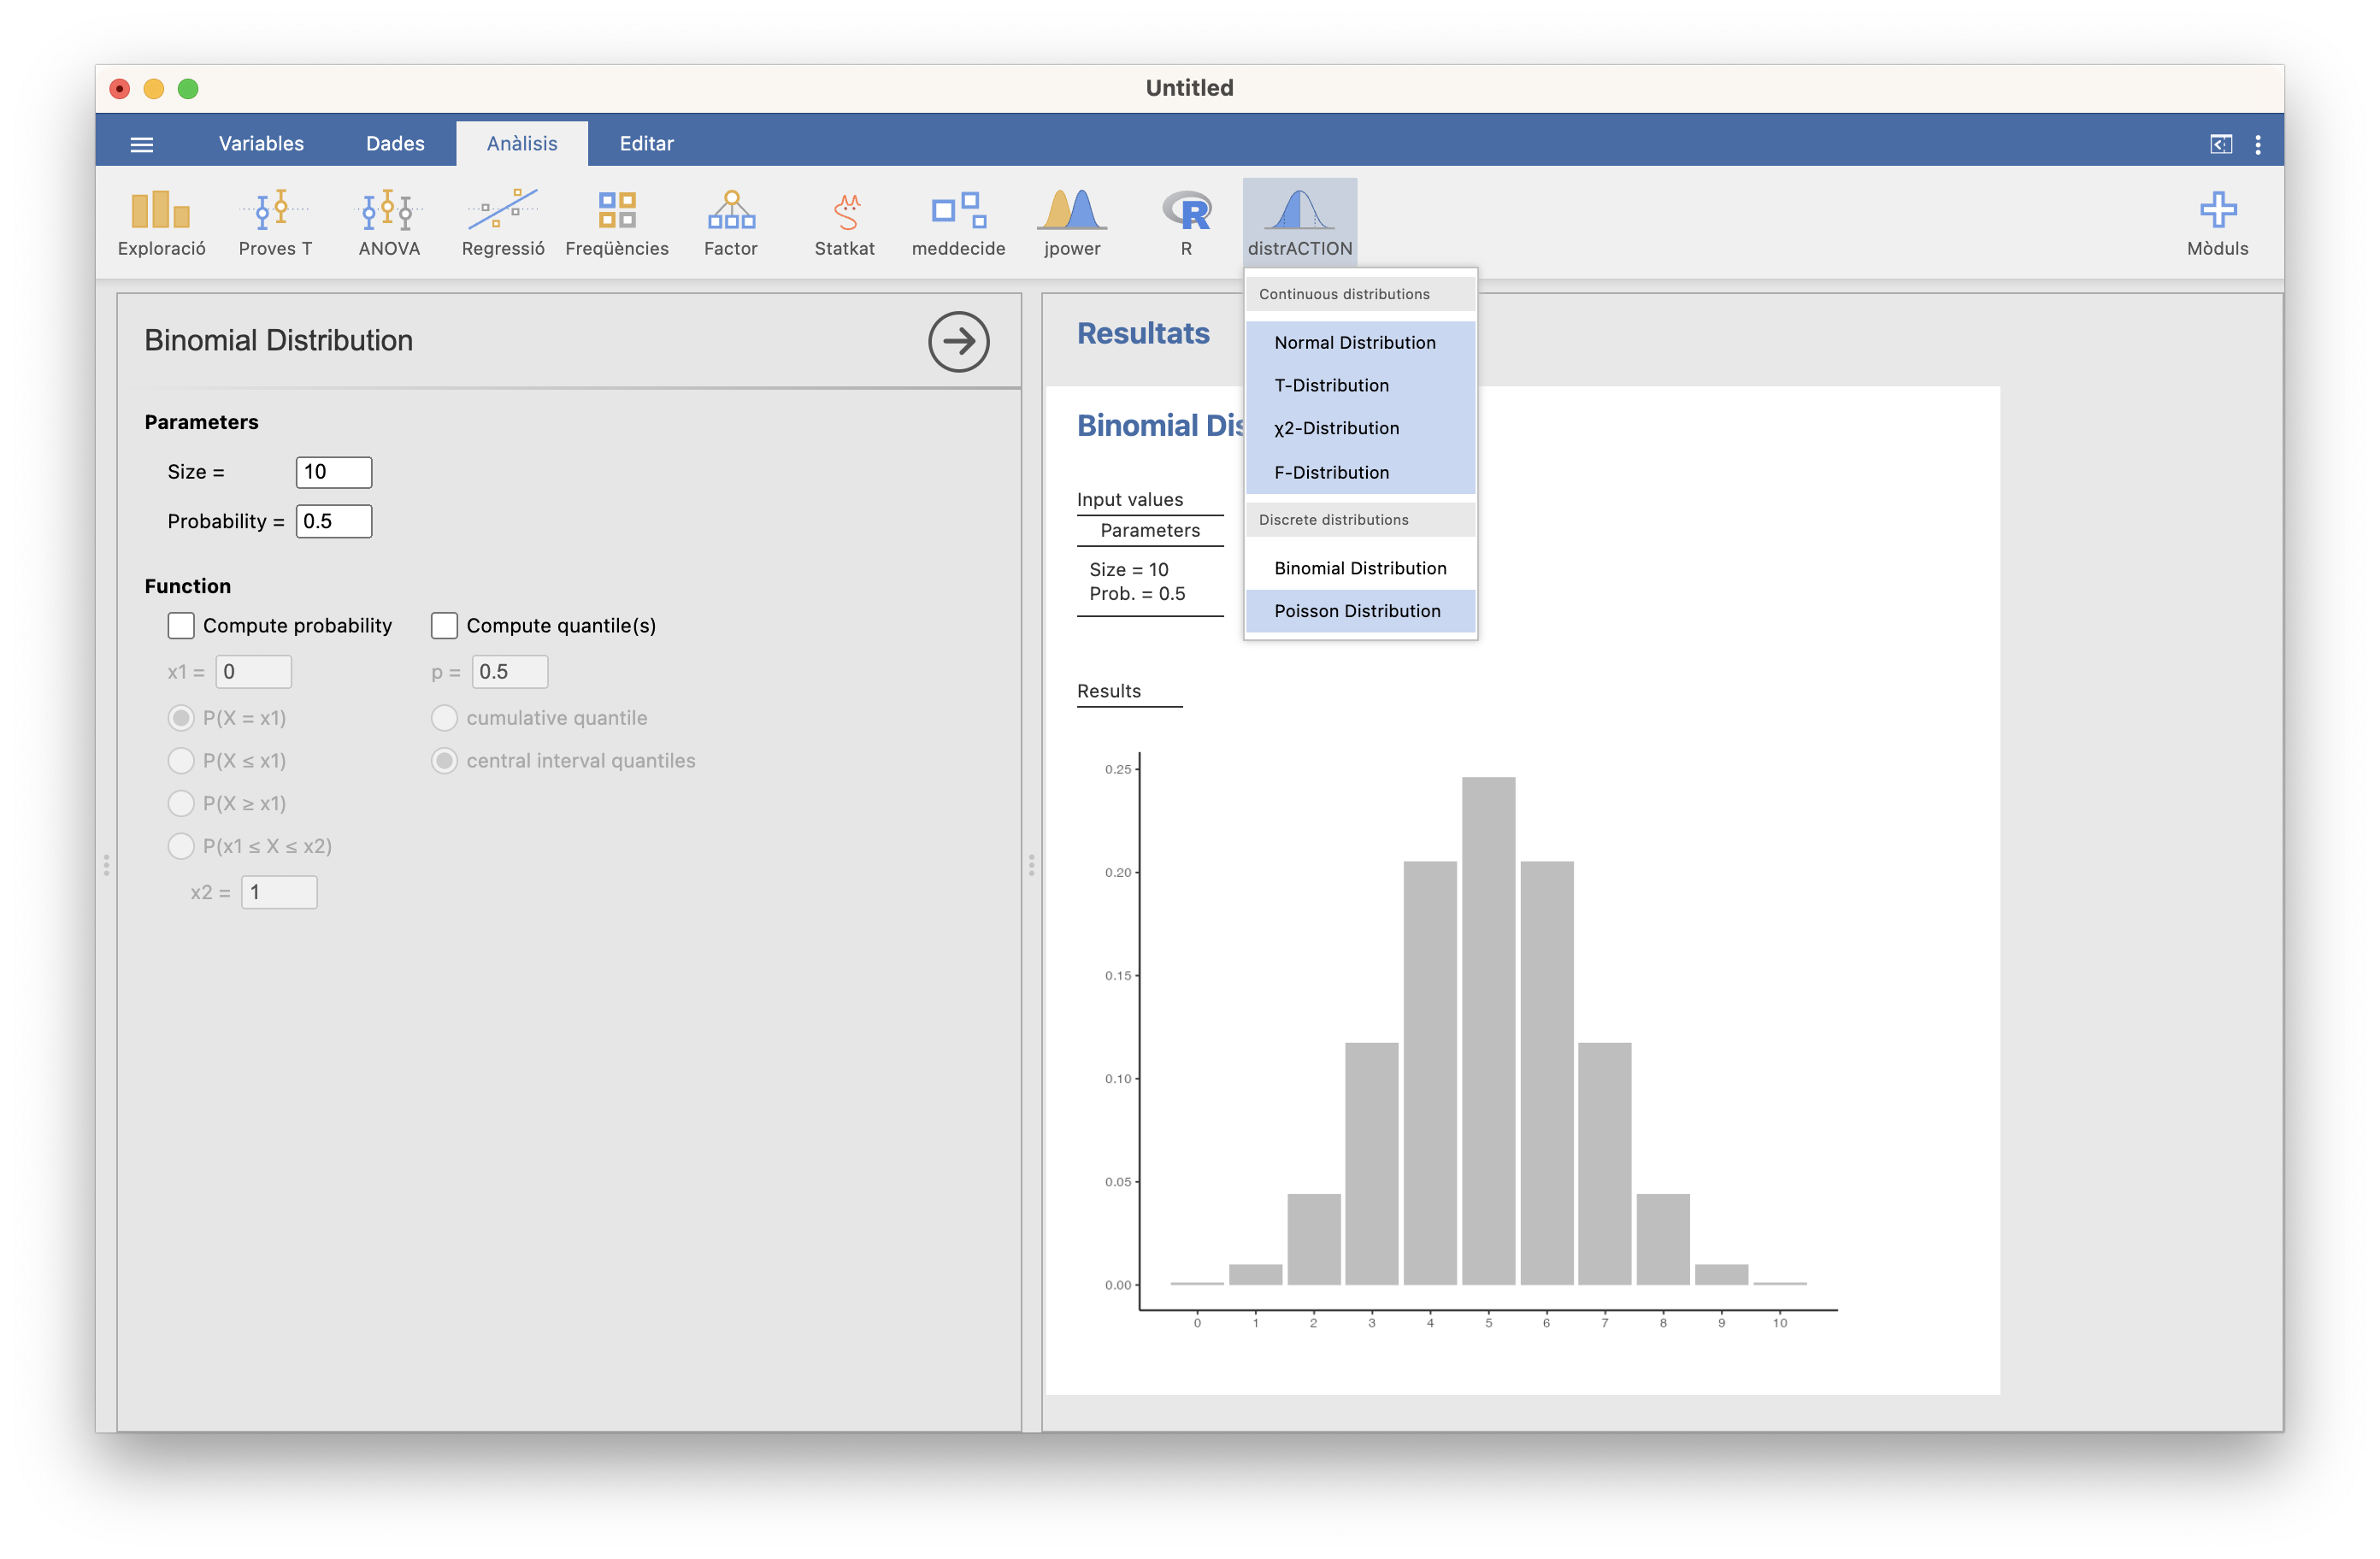 Untitled
Variables Dades Anàlisis Editar
Exploració Proves T ANOVA Regressió Freqüències Factor Statkat meddecide jpower R distrACTION Mòduls
Binomial Distribution
Parameters
Size = 10
Probability = 0.5
Function
Compute probability Compute quantile(s)
x1 = 0 p = 0.5
P(X = x1) cumulative quantile
P(X ≤ x1) central interval quantiles
P(X ≥ x1)
P(x1 ≤ X ≤ x2)
x2 = 1
Continuous distributions
Normal Distribution
T-Distribution
χ2-Distribution
F-Distribution
Discrete distributions
Binomial Distribution
Poisson Distribution
Resultats
Binomial Dis
Input values
Parameters
Size = 10
Prob. = 0.5
Results
0.25
0.20
0.15
0.10
0.05
0.00
0 1 2 3 4 5 6 7 8 9 10